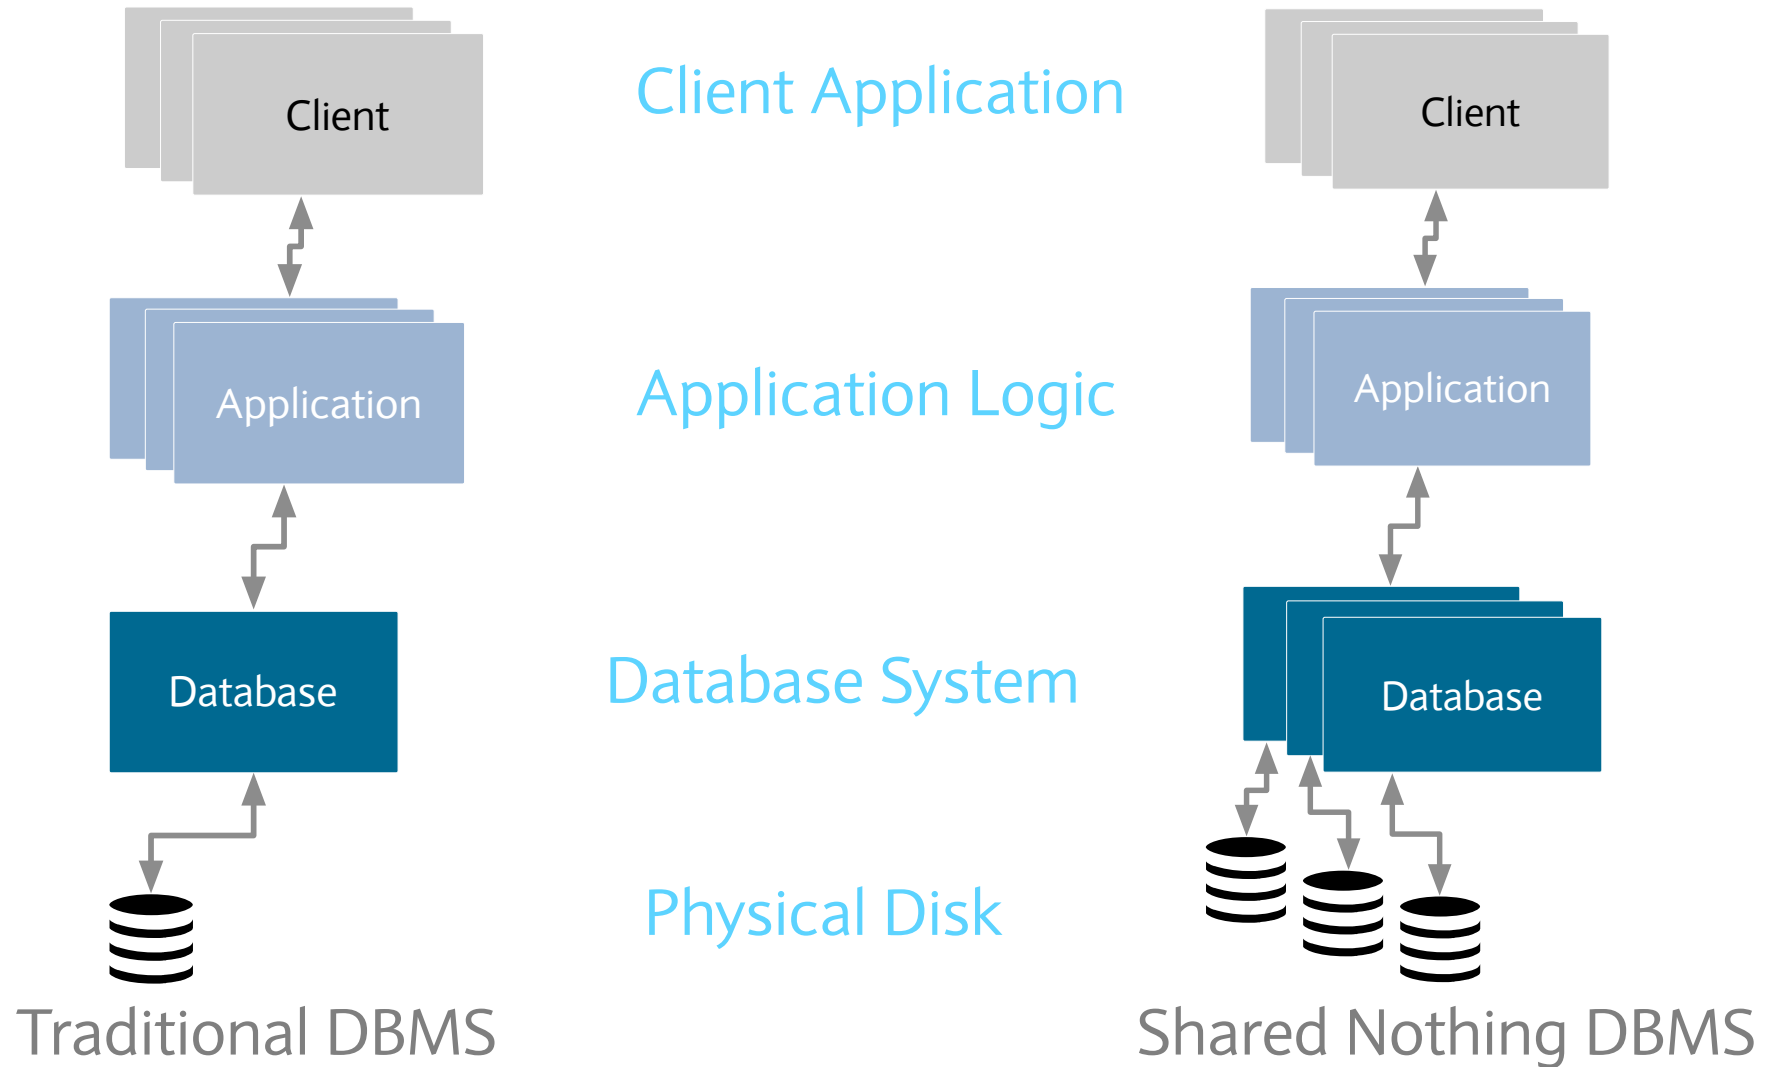 Client
Client Application
Client
Application
Application Logic
Application
Database
Database System
Database
Physical Disk
Traditional DBMS
Shared Nothing DBMS